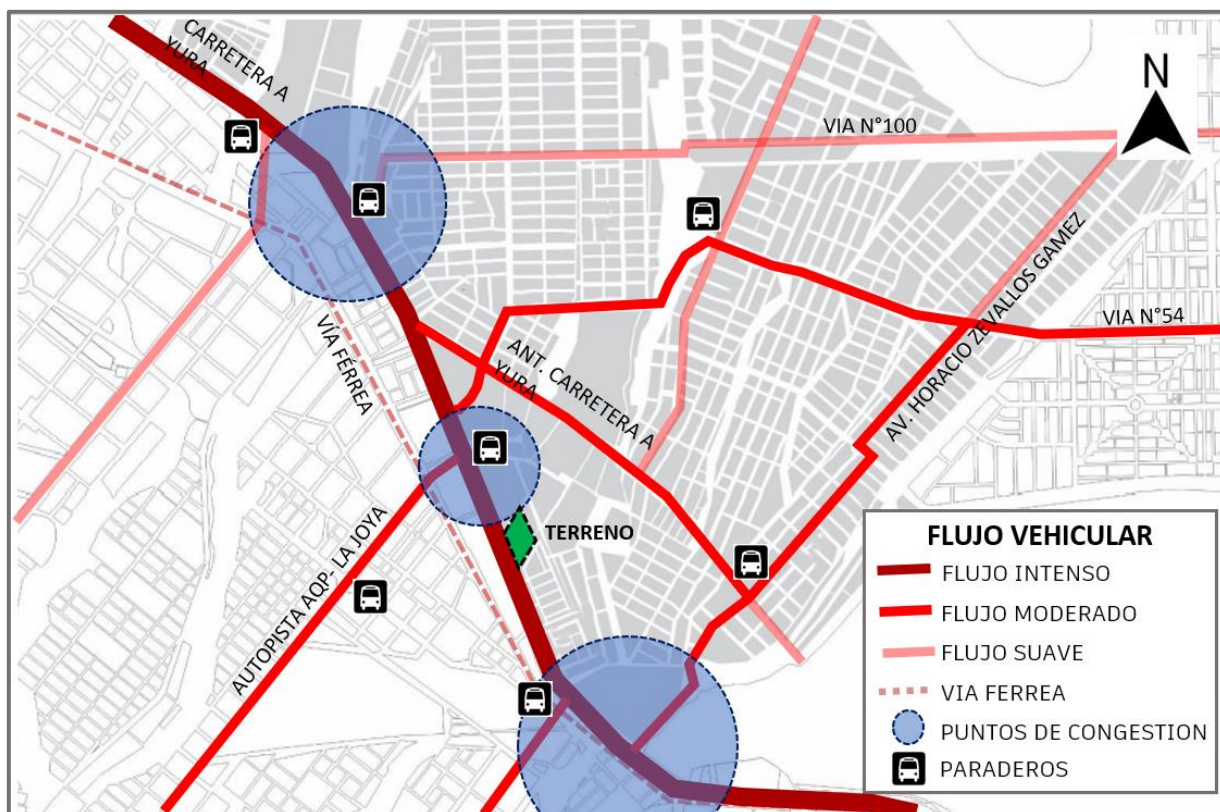 CARRETERA A
YURA
VIA N°100
N
VÍA FÉRREA
ANT. CARRETERA A
YURA
AV. HORACIO ZEVALLOS GAMEZ
VIA N°54
TERRENO
AUTOPISTA AQP- LA JOYA
FLUJO VEHICULAR
FLUJO INTENSO
FLUJO MODERADO
FLUJO SUAVE
VIA FERREA
PUNTOS DE CONGESTION
PARADEROS